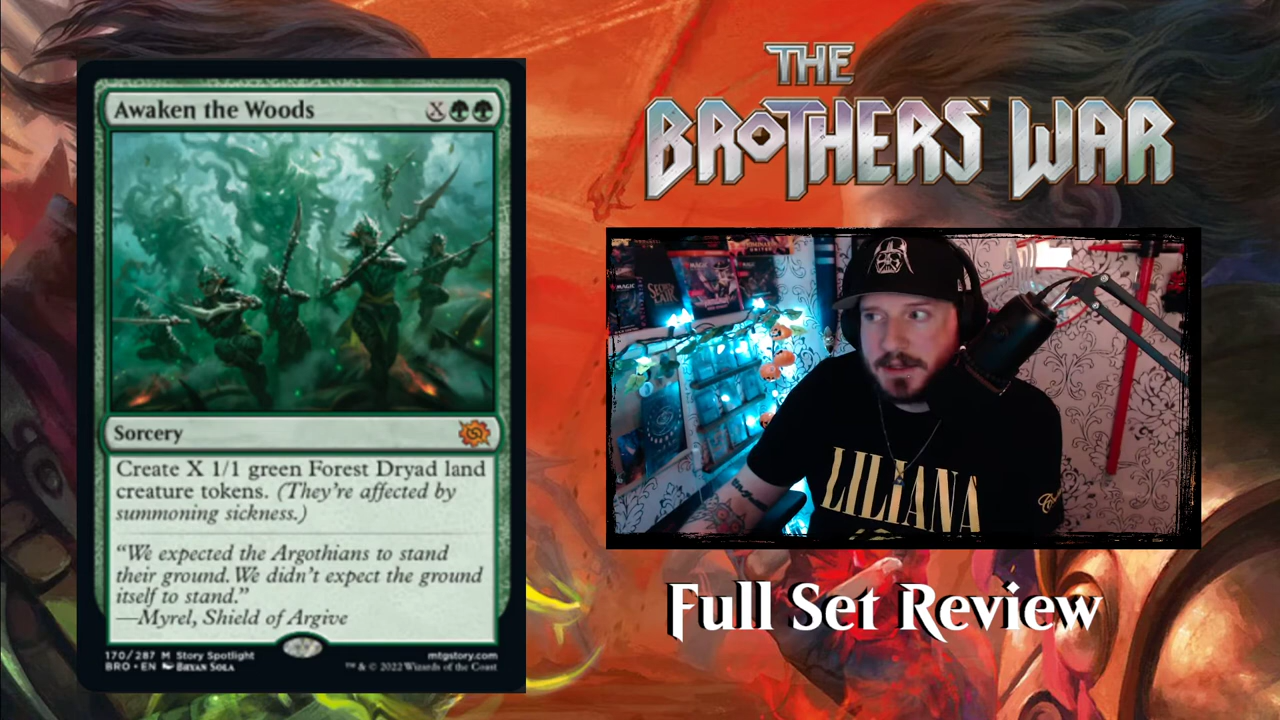 Awaken the Woods
X
Sorcery
Create X 1/1 green Forest Dryad land
creature tokens. (They're affected by
summoning sickness.)
"We expected the Argothians to stand
their ground. We didn't expect the ground
itself to stand."
—Myrel, Shield of Argive
170/287 M Story Spotlight
BRO • EN Bryan Sola
mtgstory.com
™ & © 2022 Wizards of the Coast
THE
BROTHERS' WAR
SECRET
LAIR
MAGIC
LILIANA
Full Set Review